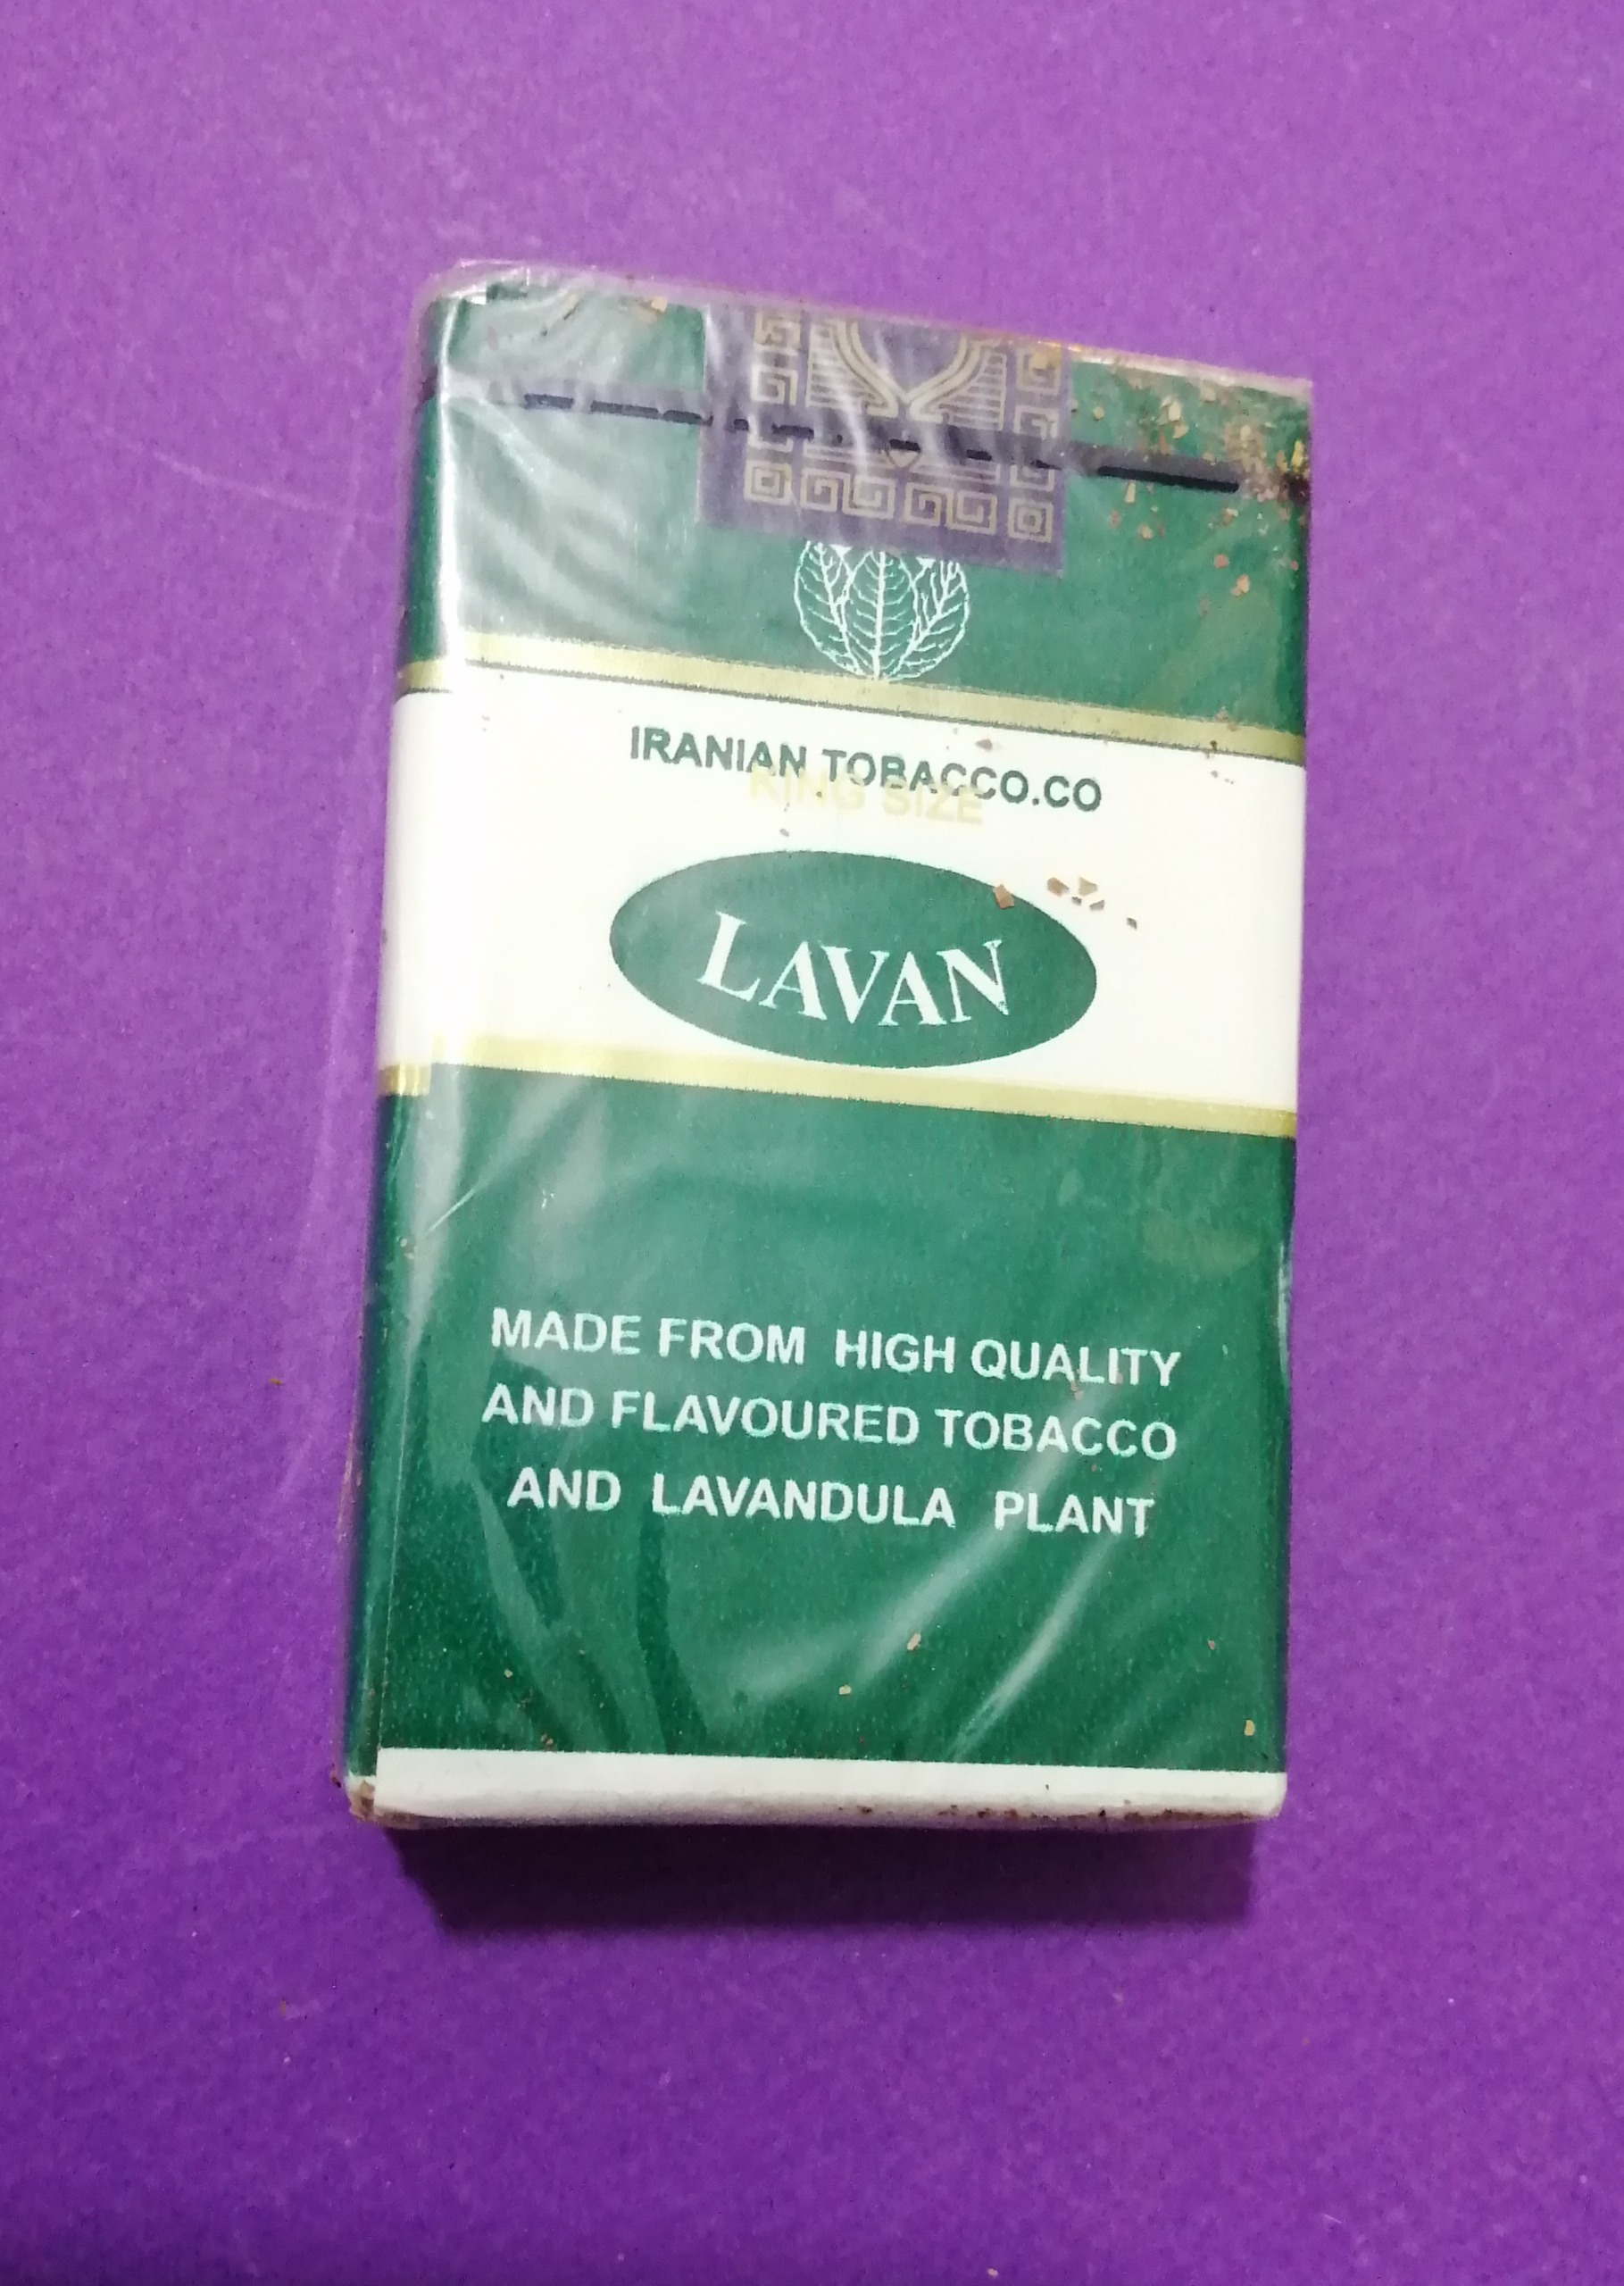 IRANIAN TOBACCO.CO
KING SIZE
LAVAN
MADE FROM HIGH QUALITY
AND FLAVOURED TOBACCO
AND LAVANDULA PLANT